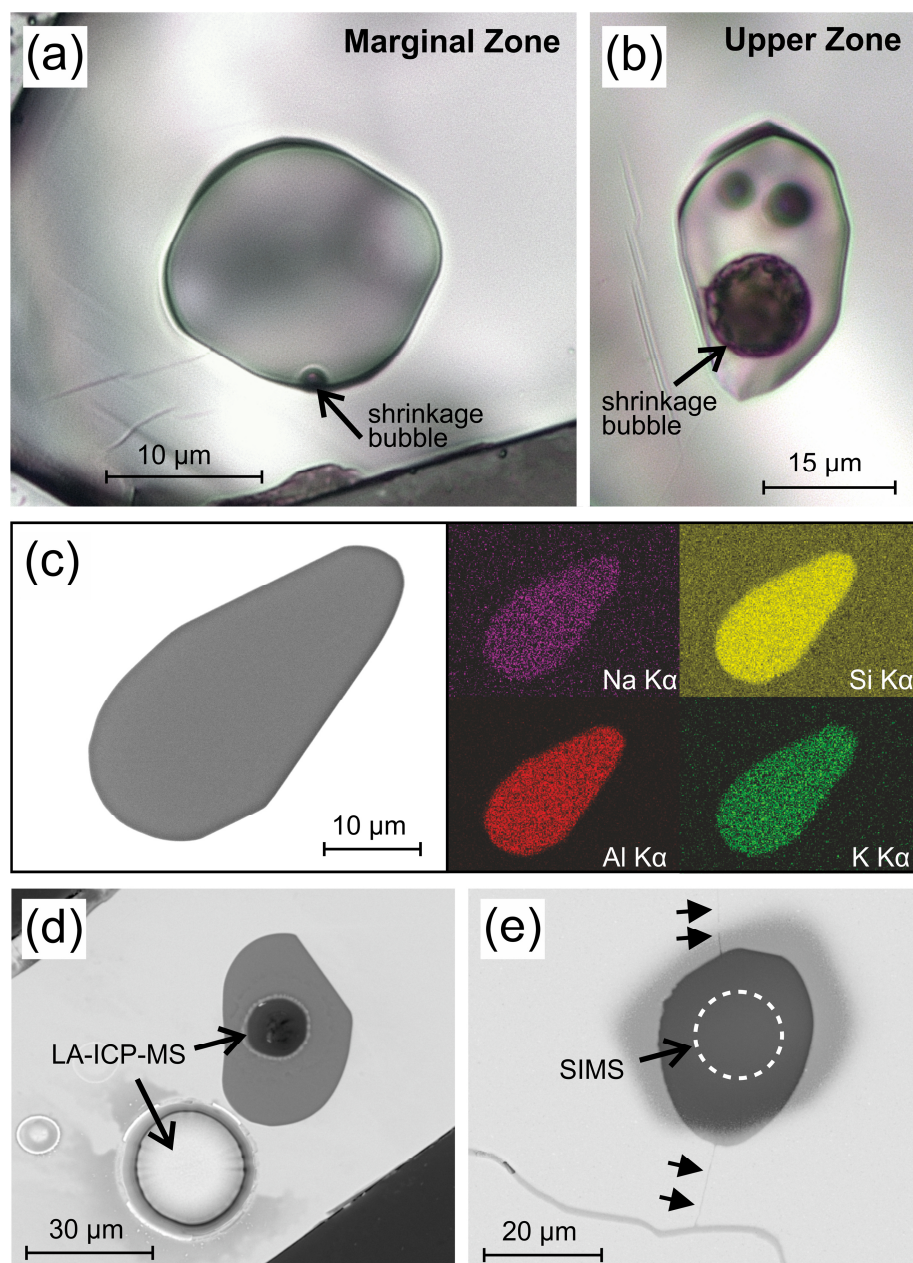 (a)
Marginal Zone
shrinkage
bubble
10 µm
(b)
Upper Zone
shrinkage
bubble
15 µm
(c)
10 µm
Na Kα
Si Kα
Al Kα
K Kα
(d)
LA-ICP-MS
30 µm
(e)
SIMS
20 µm